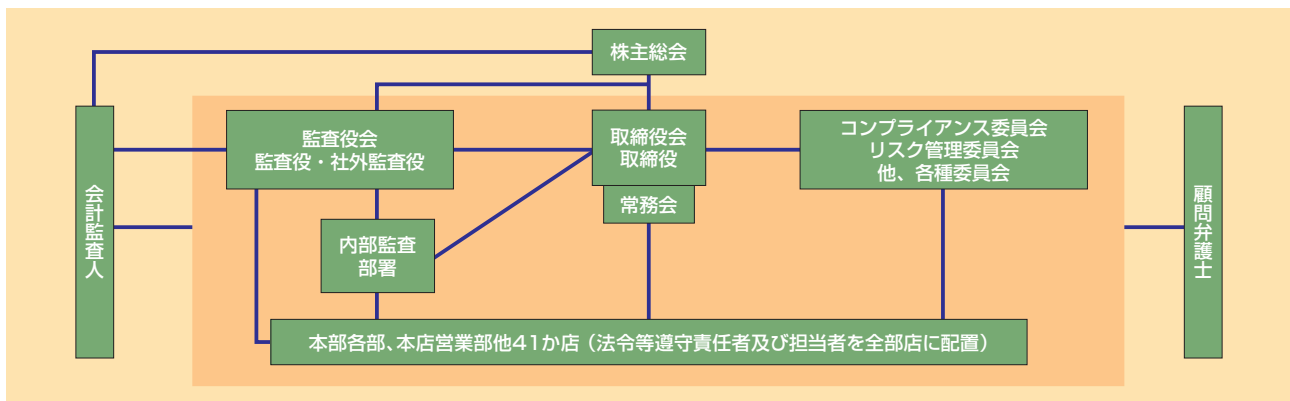 株主総会
監査役会
監査役・社外監査役
取締役会
取締役
コンプライアンス委員会
リスク管理委員会
他、各種委員会
常務会
会計監査人
顧問弁護士
内部監査
部署
本部各部、本店営業部他41か店（法令等遵守責任者及び担当者を全部店に配置）